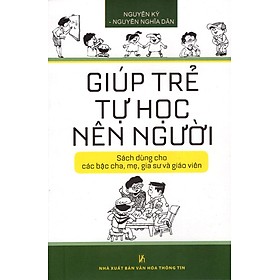 NGUYÊN KỲ
- NGUYỄN NGHĨA DÂN
GIÚP TRẺ
TỰ HỌC
NÊN NGƯỜI
Sách dùng cho
các bậc cha, mẹ, gia sư và giáo viên
NHÀ XUẤT BẢN VĂN HÓA THÔNG TIN